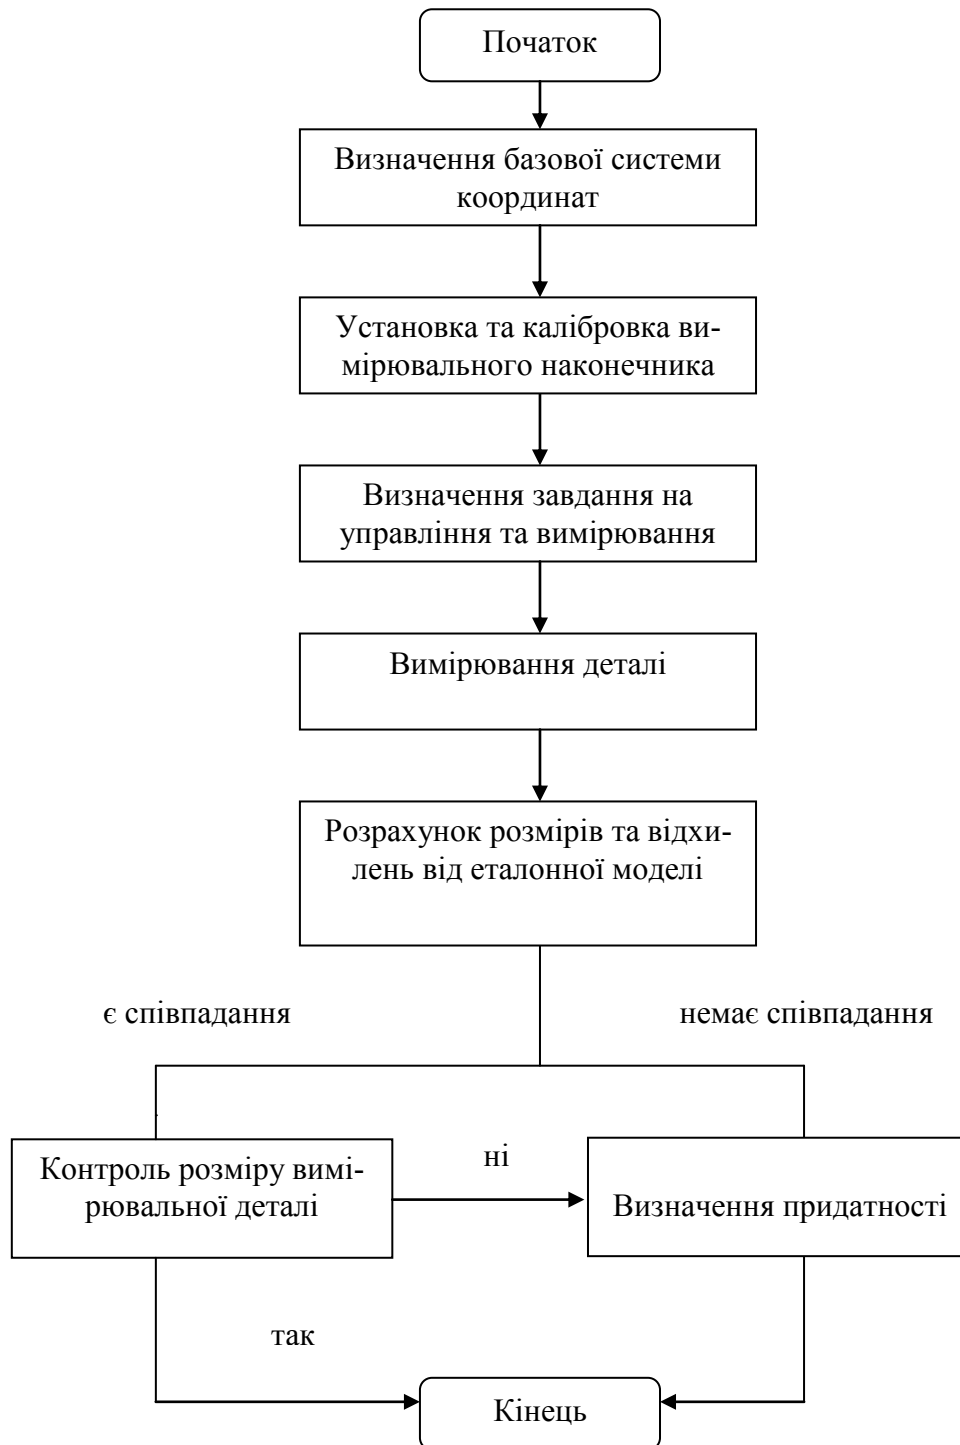 Початок
Визначення базової системи
координат
Установка та калібровка ви-
мірювального наконечника
Визначення завдання на
управління та вимірювання
Вимірювання деталі
Розрахунок розмірів та відхи-
лень від еталонної моделі
є співпадання
немає співпадання
Контроль розміру вимі-
рювальної деталі
ні
Визначення придатності
так
Кінець